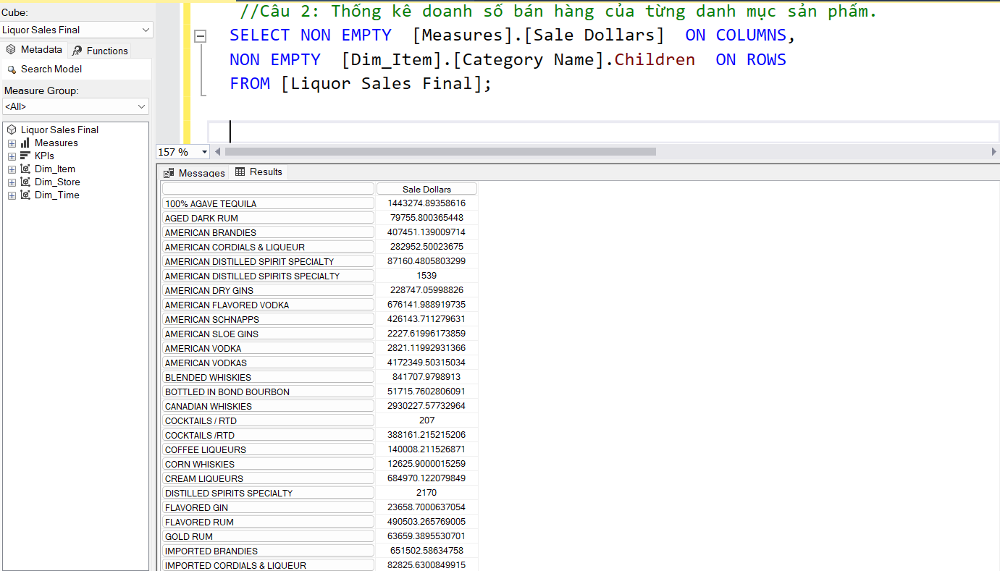 Cube:
Liquor Sales Final
Metadata
Functions
Search Model
Measure Group:
<All>
Liquor Sales Final
Measures
KPIs
Dim_Item
Dim_Store
Dim_Time
//Câu 2: Thống kê doanh số bán hàng của từng danh mục sản phẩm.
SELECT NON EMPTY  [Measures].[Sale Dollars]  ON COLUMNS,
NON EMPTY  [Dim_Item].[Category Name].Children  ON ROWS
FROM [Liquor Sales Final];
157 %
Messages
Results
Sale Dollars
100% AGAVE TEQUILA 1443274.89358616
AGED DARK RUM 79755.800365448
AMERICAN BRANDIES 407451.139009714
AMERICAN CORDIALS & LIQUEUR 282952.50023675
AMERICAN DISTILLED SPIRIT SPECIALTY 87160.4805803299
AMERICAN DISTILLED SPIRITS SPECIALTY 1539
AMERICAN DRY GINS 228747.05998826
AMERICAN FLAVORED VODKA 676141.988919735
AMERICAN SCHNAPPS 426143.711279631
AMERICAN SLOE GINS 2227.61996173859
AMERICAN VODKA 2821.11992931366
AMERICAN VODKAS 4172349.50315034
BLENDED WHISKIES 841707.9798913
BOTTLED IN BOND BOURBON 51715.7602806091
CANADIAN WHISKIES 2930227.57732964
COCKTAILS / RTD 207
COCKTAILS /RTD 388161.215215206
COFFEE LIQUEURS 140008.211526871
CORN WHISKIES 12625.9000015259
CREAM LIQUEURS 684970.122079849
DISTILLED SPIRITS SPECIALTY 2170
FLAVORED GIN 23658.7000637054
FLAVORED RUM 490503.265769005
GOLD RUM 63659.3895530701
IMPORTED BRANDIES 651502.58634758
IMPORTED CORDIALS & LIQUEUR 82825.6300849915